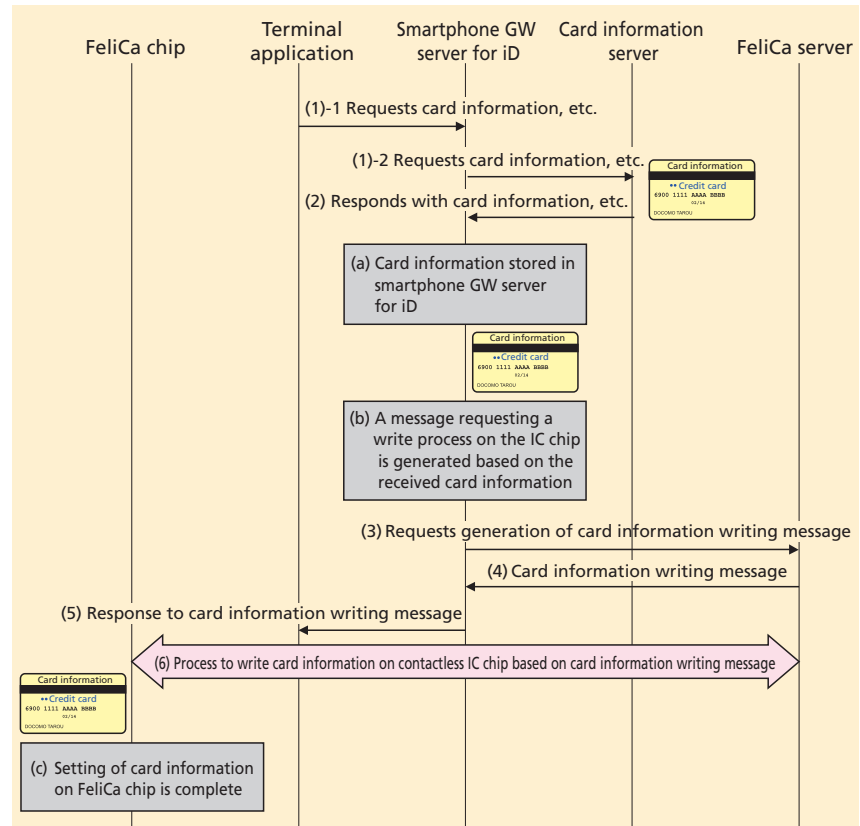 FeliCa chip
Terminal
application
Smartphone GW
server for iD
Card information
server
FeliCa server
(1)-1 Requests card information, etc.
(1)-2 Requests card information, etc.
Card information
•• Credit card
6900 1111 AAAA BBBB
02/14
DOCOMO TAROU
(2) Responds with card information, etc.
(a) Card information stored in
smartphone GW server
for iD
Card information
••Credit card
6900 1111 AAAA BBBB
02/14
DOCOMO TAROU
(b) A message requesting a
write process on the IC chip
is generated based on the
received card information
(3) Requests generation of card information writing message
(4) Card information writing message
(5) Response to card information writing message
(6) Process to write card information on contactless IC chip based on card information writing message
Card information
••Credit card
6900 1111 AAAA BBBB
02/14
DOCOMO TAROU
(c) Setting of card information
on FeliCa chip is complete